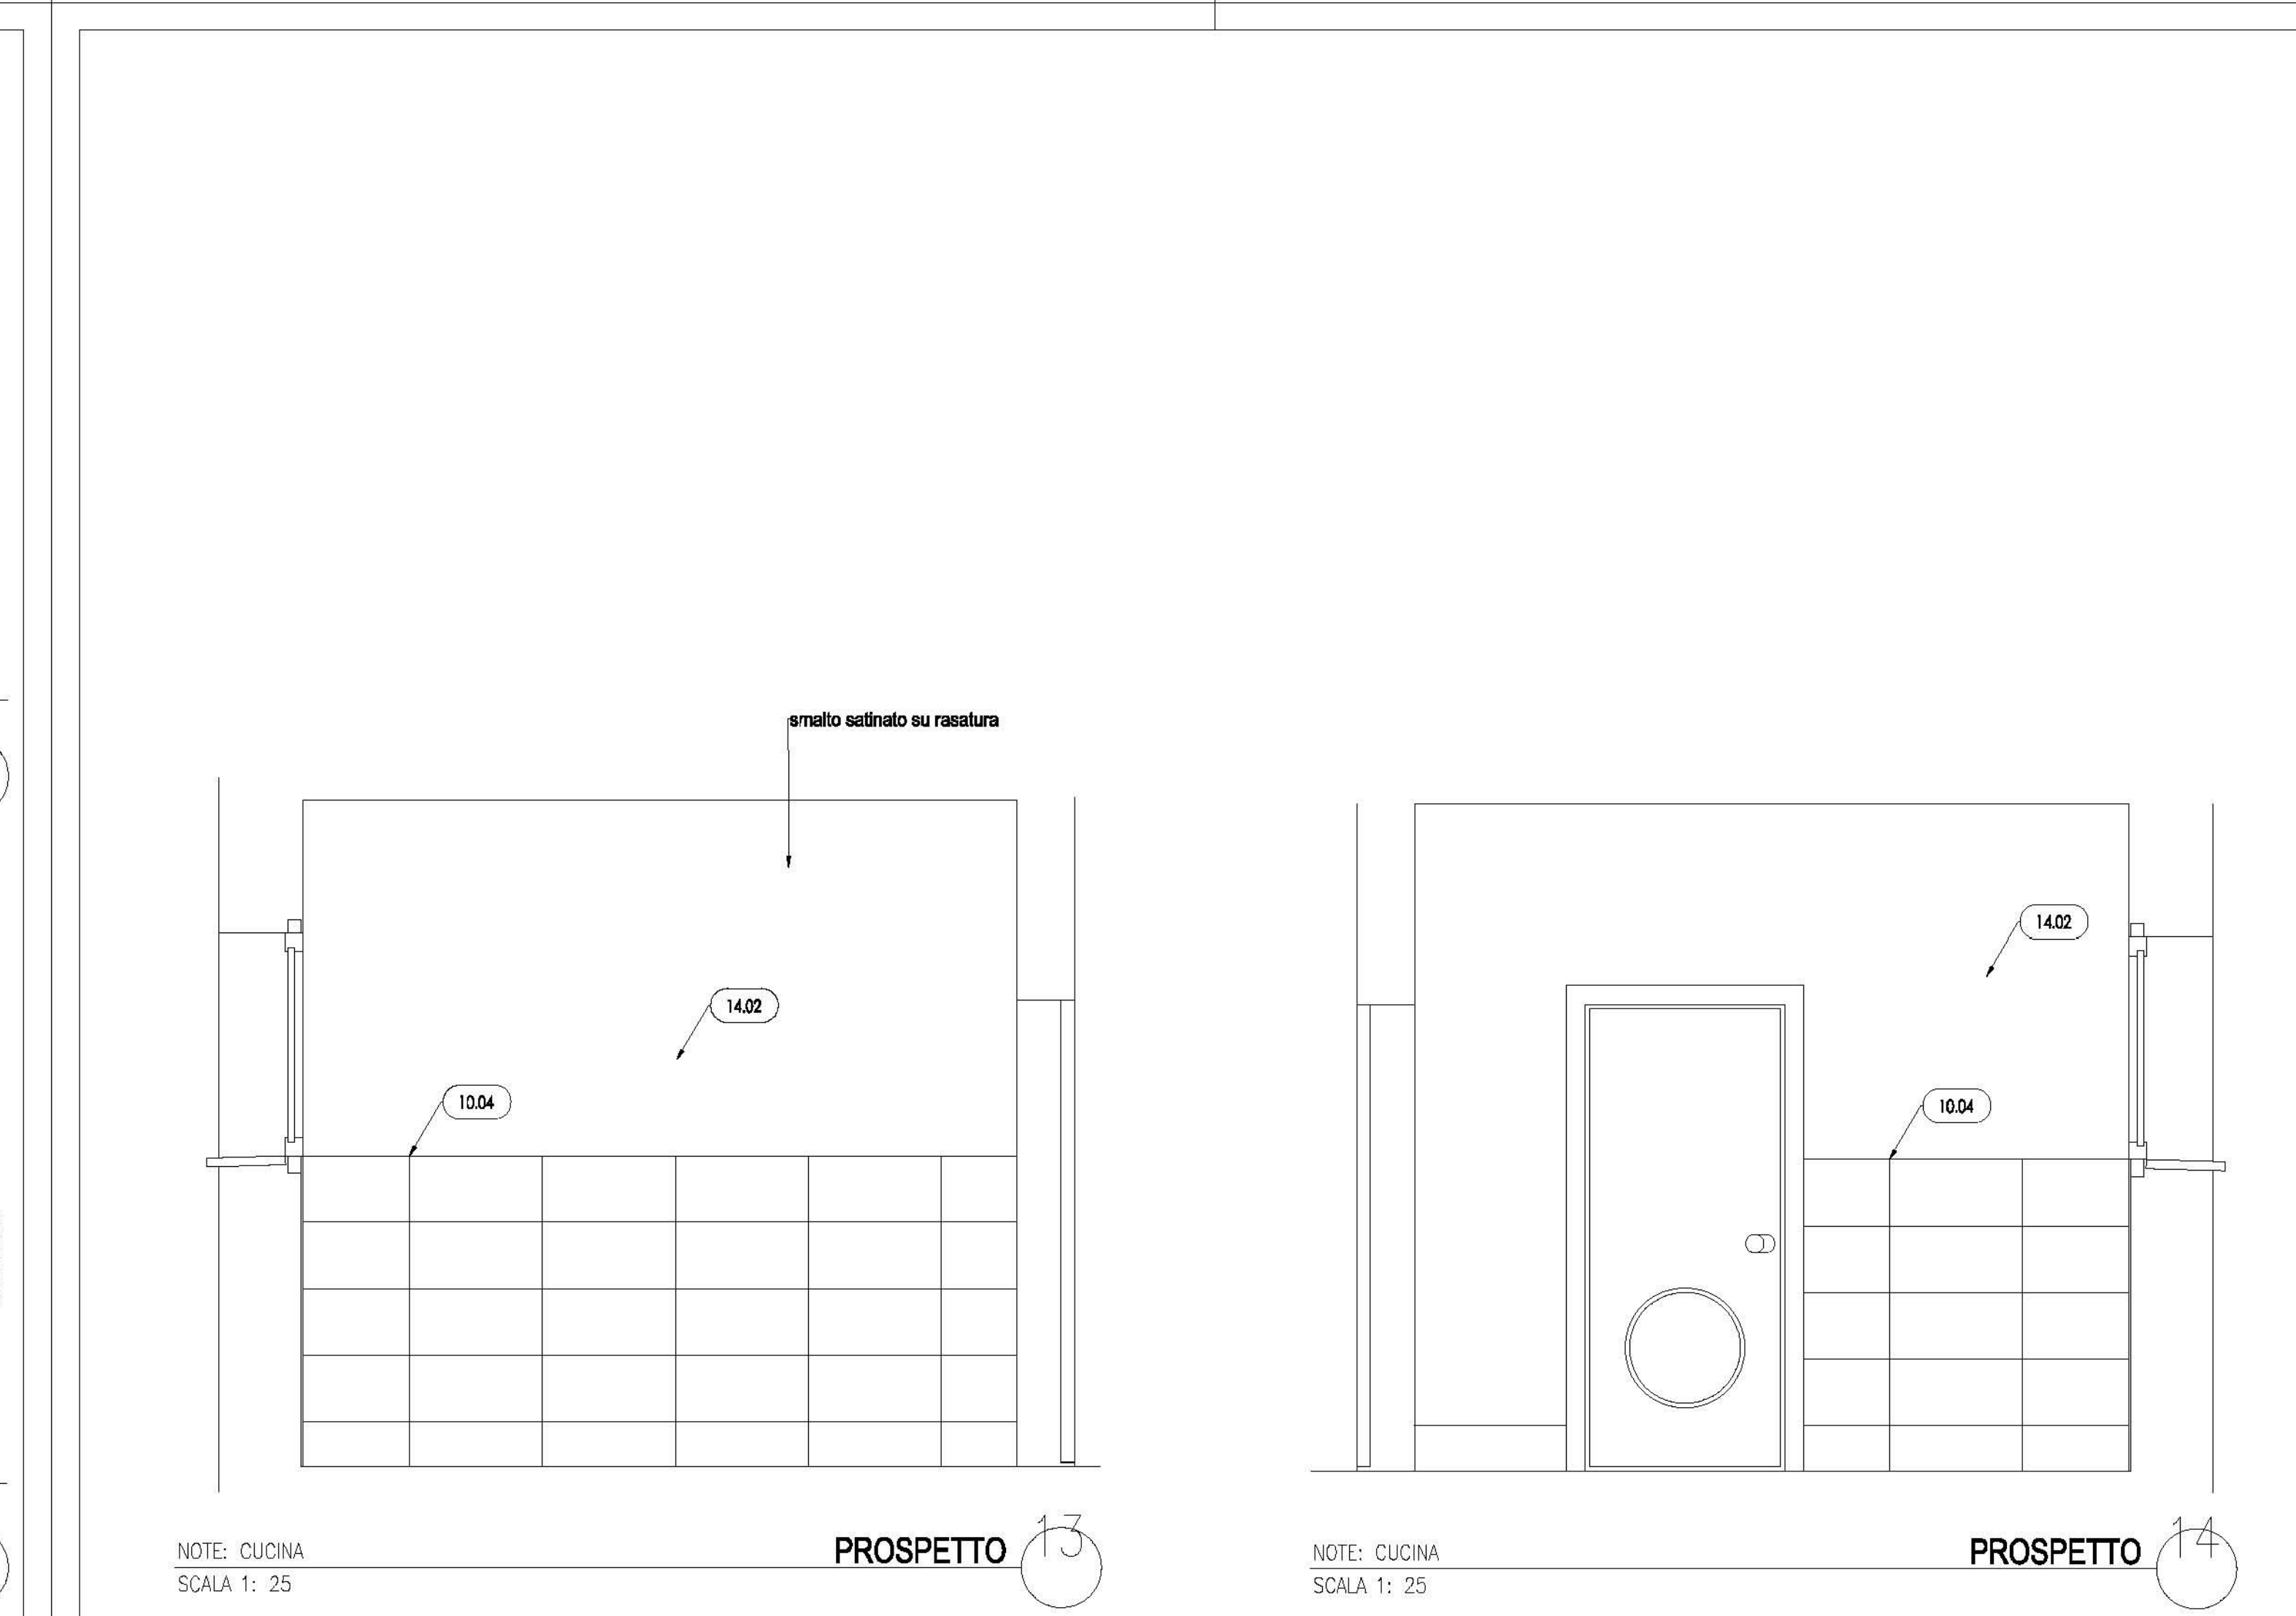 smalto satinato su rasatura
14.02
14.02
10.04
10.04
NOTE: CUCINA
PROSPETTO
13
SCALA 1: 25
NOTE: CUCINA
PROSPETTO
14
SCALA 1: 25